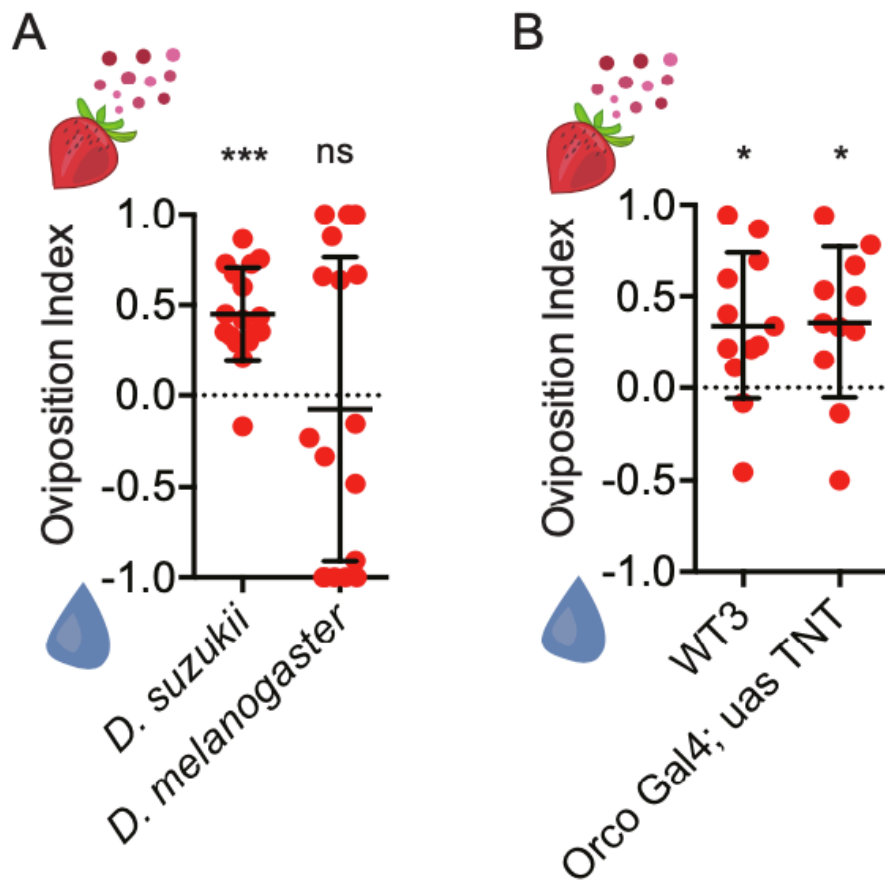 A
*** ns
Oviposition Index
1.0
0.5
0.0
-0.5
-1.0
D. suzukii
D. melanogaster
B
* *
Oviposition Index
1.0
0.5
0.0
-0.5
-1.0
WT3
Orco Gal4; uas TNT